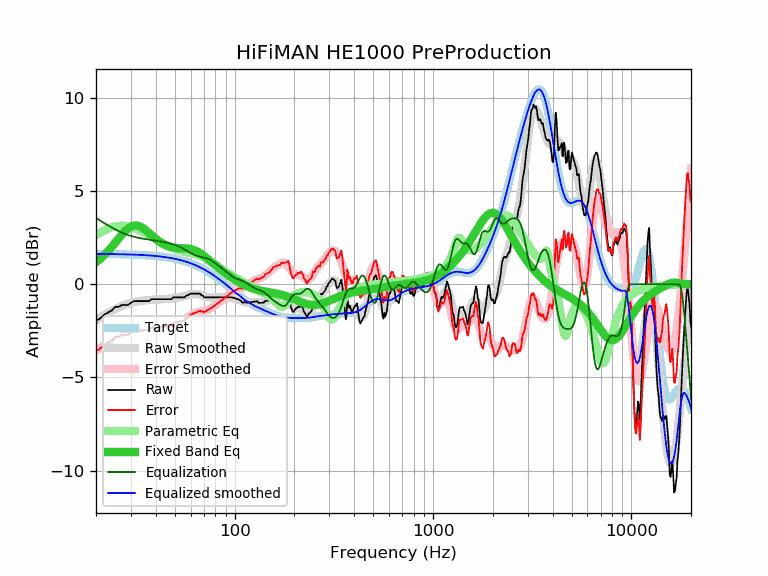 HiFiMAN HE1000 PreProduction
10
5
0
−5
−10
Amplitude (dBr)
Target
Raw Smoothed
Error Smoothed
Raw
Error
Parametric Eq
Fixed Band Eq
Equalization
Equalized smoothed
100 1000 10000
Frequency (Hz)